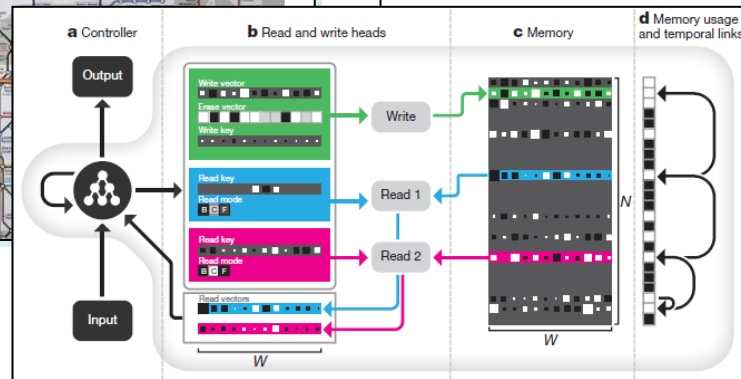 a Controller
b Read and write heads
c Memory
d Memory usage
and temporal links
Output
Write vector
Erase vector
Write key
Write
Read key
Read mode
B C F
Read 1
N
Read key
Read mode
B C F
Read 2
Read vectors
Input
W
W